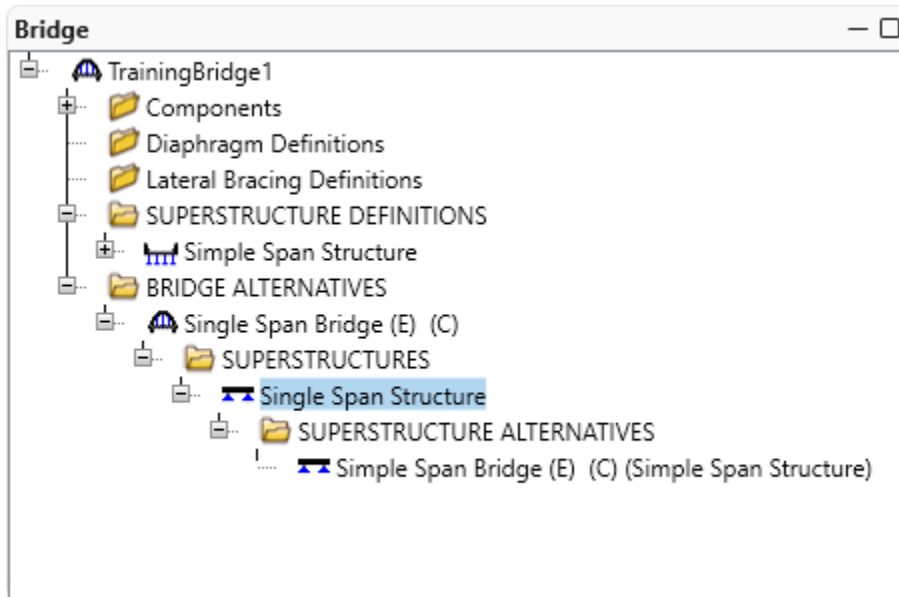 Bridge
TrainingBridge1
Components
Diaphragm Definitions
Lateral Bracing Definitions
SUPERSTRUCTURE DEFINITIONS
Simple Span Structure
BRIDGE ALTERNATIVES
Single Span Bridge (E) (C)
SUPERSTRUCTURES
Single Span Structure
SUPERSTRUCTURE ALTERNATIVES
Simple Span Bridge (E) (C) (Simple Span Structure)